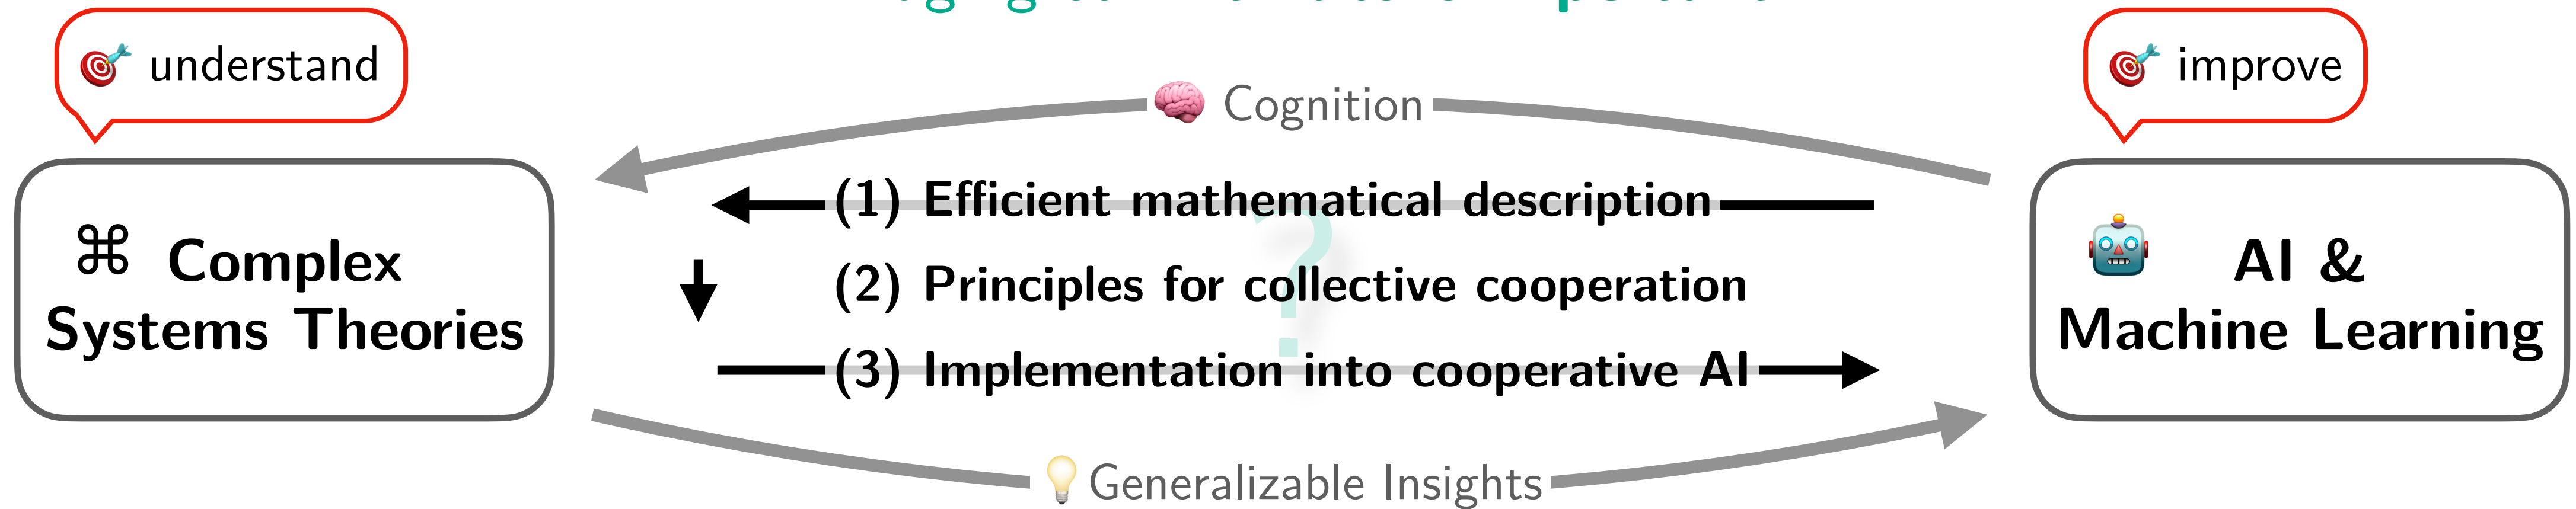 understand
improve
Cognition
(1) Efficient mathematical description
⌘ Complex
Systems Theories
(2) Principles for collective cooperation
?
AI &
Machine Learning
(3) Implementation into cooperative AI
Generalizable Insights